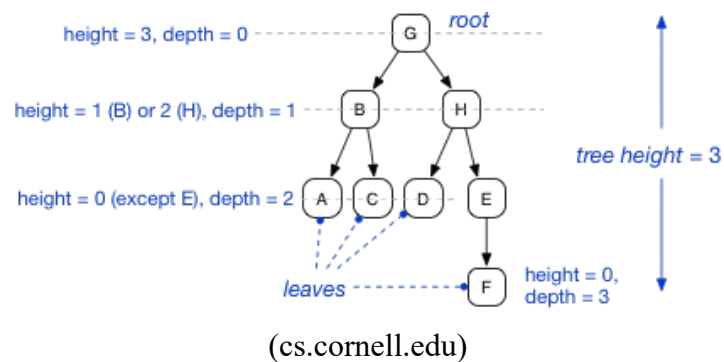 root
height = 3, depth = 0
G
height = 1 (B) or 2 (H), depth = 1
B
H
tree height = 3
height = 0 (except E), depth = 2
A
C
D
E
leaves
F
height = 0,
depth = 3
(cs.cornell.edu)